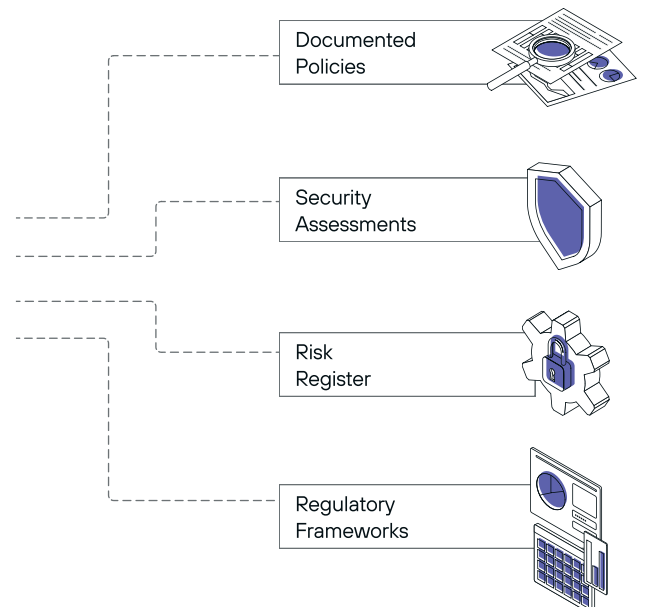 Documented
Policies
Security
Assessments
Risk
Register
Regulatory
Frameworks